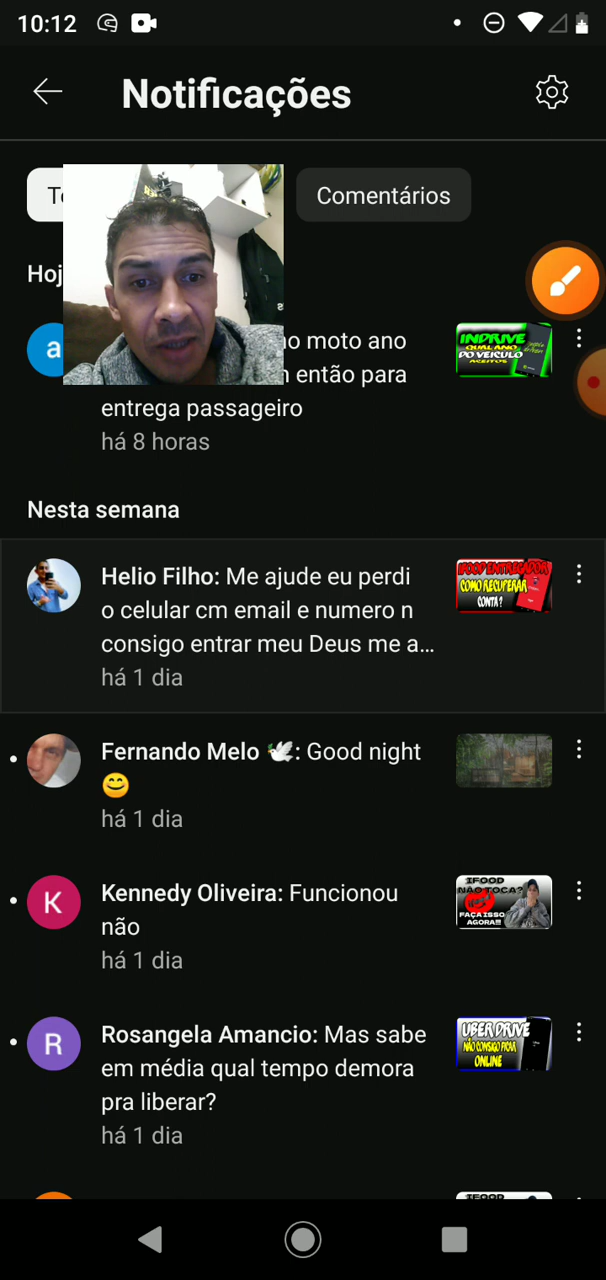 10:12
Notificações
Comentários
Hoj
a
o moto ano
então para
entrega passageiro
há 8 horas
INDRIVE
QUAL ANO
DO VEICULO
ACEITOS
Nesta semana
Helio Filho: Me ajude eu perdi
o celular cm email e numero n
consigo entrar meu Deus me a...
há 1 dia
IFOOD ENTREGADOR
COMO RECUPERAR
CONTA?
Fernando Melo 🕊️: Good night
😊
há 1 dia
K
Kennedy Oliveira: Funcionou
não
há 1 dia
IFOOD
NÃO TOCA?
FAÇA ISSO
AGORA!!!
R
Rosangela Amancio: Mas sabe
em média qual tempo demora
pra liberar?
há 1 dia
UBER DRIVE
NÃO CONSIGO FICAR
ONLINE